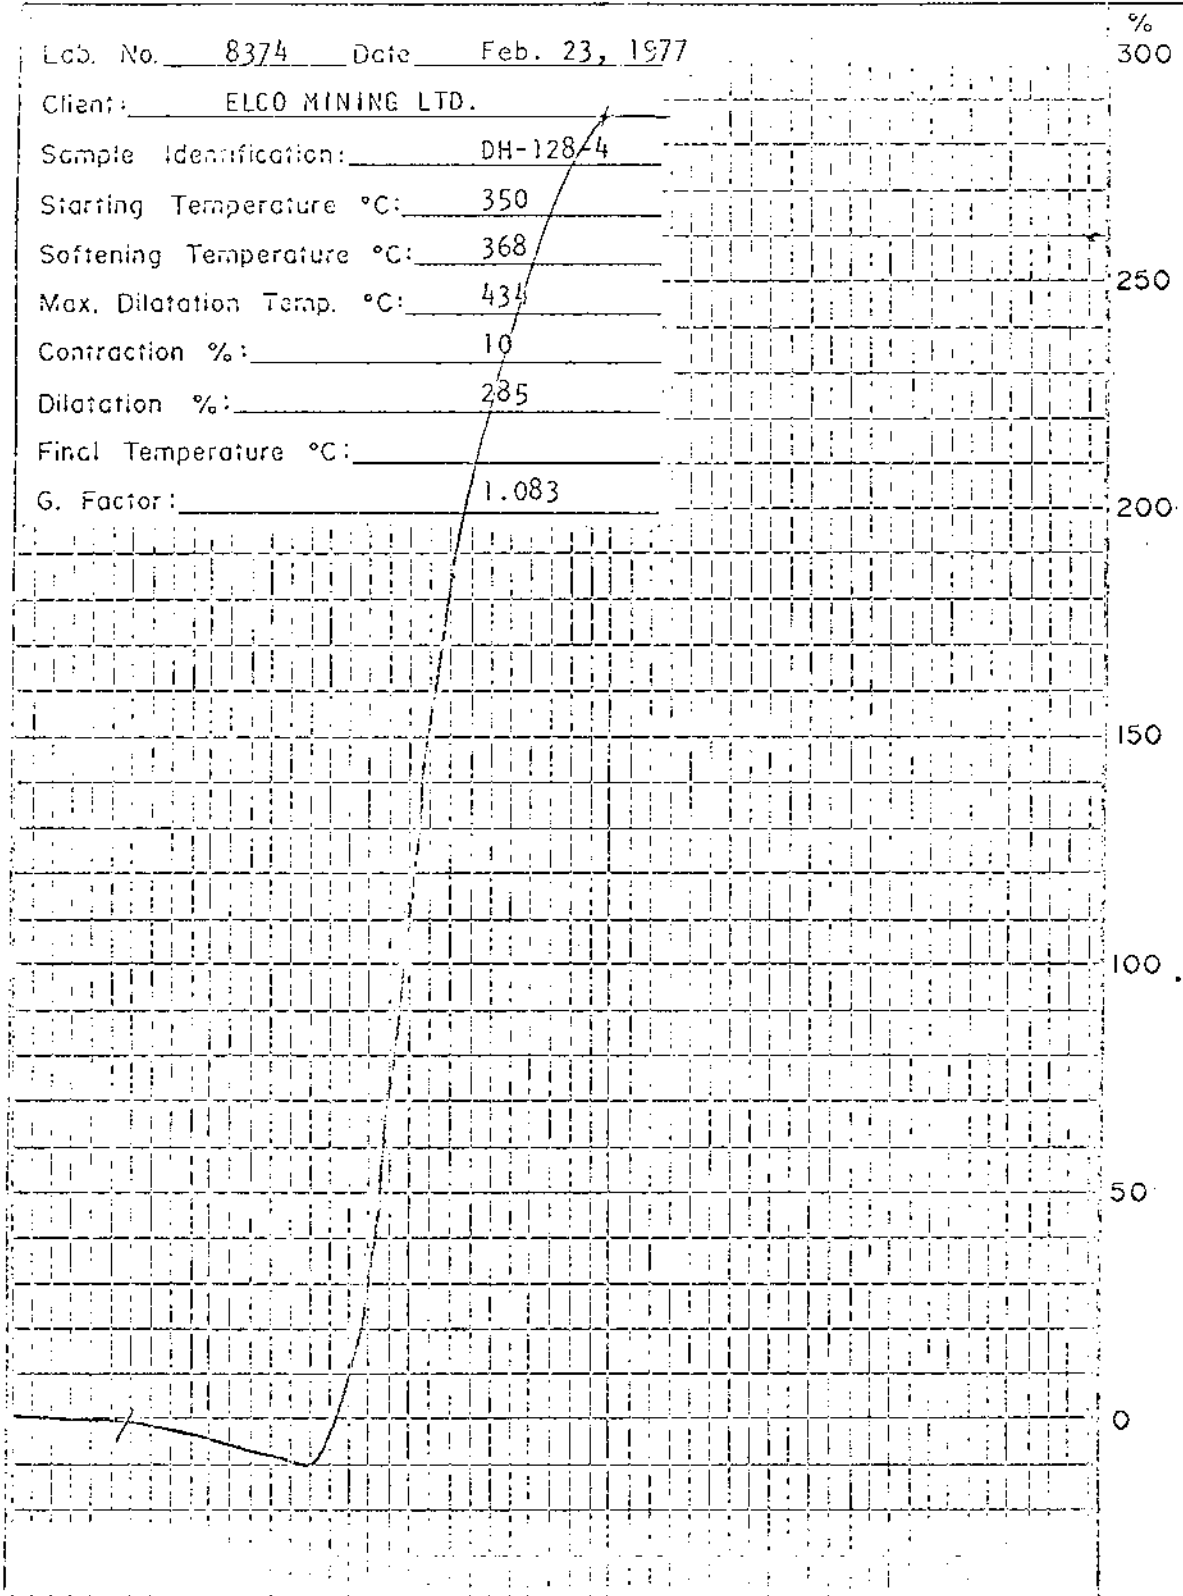 Lab. No. 8374 Date Feb. 23, 1977
Client: ELCO MINING LTD.
Sample Identification: DH-128-4
Starting Temperature °C: 350
Softening Temperature °C: 368
Max. Dilatation Temp. °C: 434
Contraction %: 10
Dilatation %: 285
Final Temperature °C:
G. Factor: 1.083
%
300
250
200
150
100
50
0